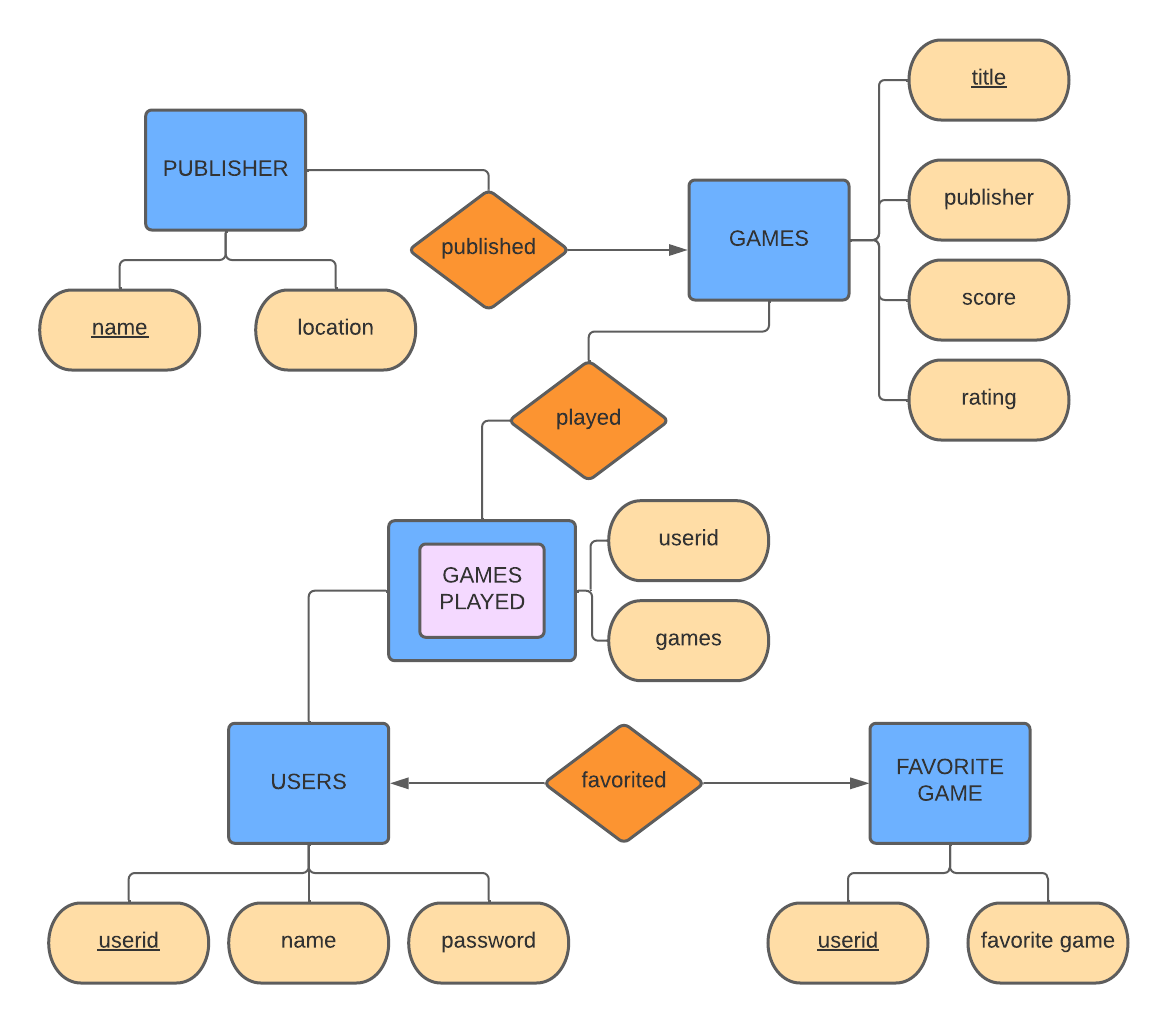 title
PUBLISHER
publisher
GAMES
published
score
name
location
rating
played
userid
GAMES
PLAYED
games
USERS
favorited
FAVORITE
GAME
userid
name
password
userid
favorite game